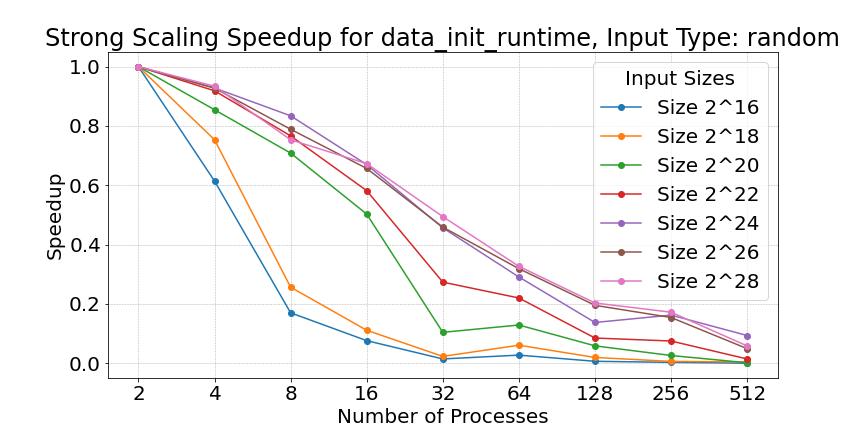 Strong Scaling Speedup for data_init_runtime, Input Type: random
Speedup
1.0
0.8
0.6
0.4
0.2
0.0
Input Sizes
Size 2^16
Size 2^18
Size 2^20
Size 2^22
Size 2^24
Size 2^26
Size 2^28
2 4 8 16 32 64 128 256 512
Number of Processes